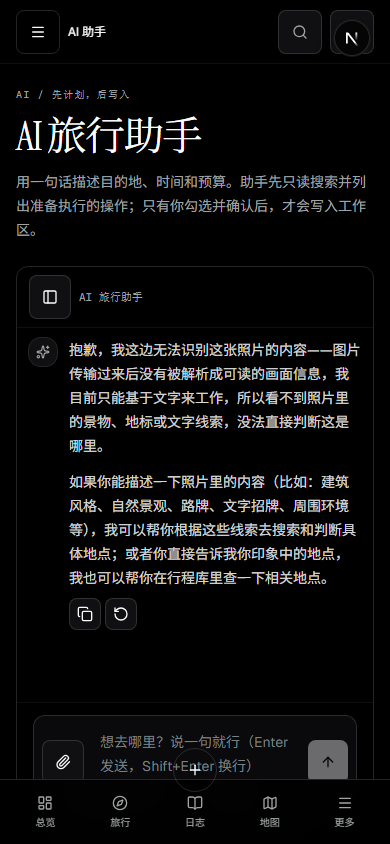 AI 助手
N
AI / 先计划，后写入
AI 旅行助手
用一句话描述目的地、时间和预算。助手先只读搜索并列
出准备执行的操作；只有你勾选并确认后，才会写入工作
区。
AI 旅行助手
抱歉，我这边无法识别这张照片的内容——图片
传输过来后没有被解析成可读的画面信息，我
目前只能基于文字来工作，所以看不到照片里
的景物、地标或文字线索，没法直接判断这是
哪里。
如果你能描述一下照片里的内容（比如：建筑
风格、自然景观、路牌、文字招牌、周围环境
等），我可以帮你根据这些线索去搜索和判断具
体地点；或者你直接告诉我你印象中的地点，
我也可以帮你在行程库里查一下相关地点。
想去哪里？说一句就行（Enter
发送，Shift+Enter 换行）
总览
旅行
日志
地图
更多